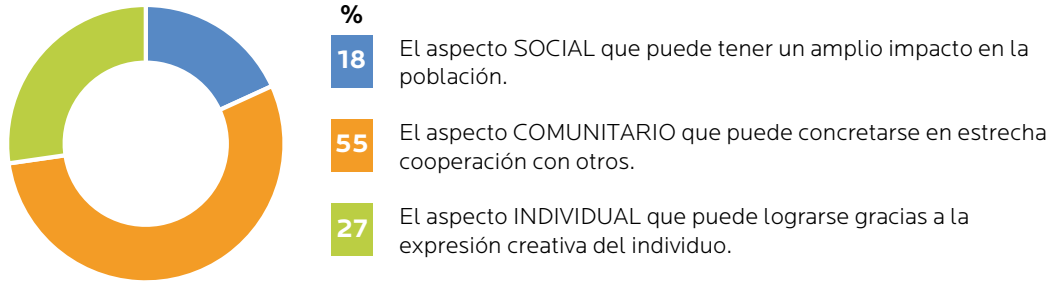 %
18
El aspecto SOCIAL que puede tener un amplio impacto en la
población.
55
El aspecto COMUNITARIO que puede concretarse en estrecha
cooperación con otros.
27
El aspecto INDIVIDUAL que puede lograrse gracias a la
expresión creativa del individuo.